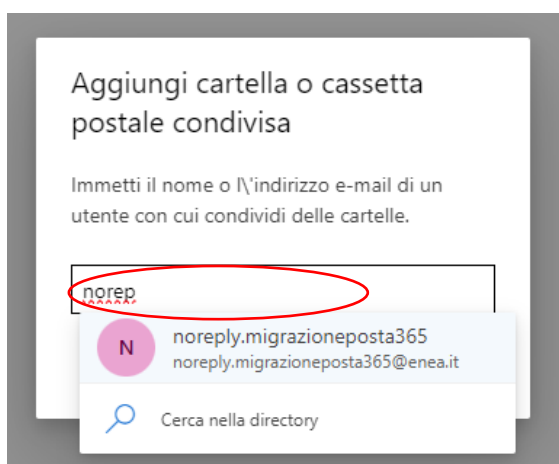 Aggiungi cartella o cassetta
postale condivisa
Immetti il nome o l\'indirizzo e-mail di un
utente con cui condividi delle cartelle.
norep
N
noreply.migrazioneposta365
noreply.migrazioneposta365@enea.it
Cerca nella directory